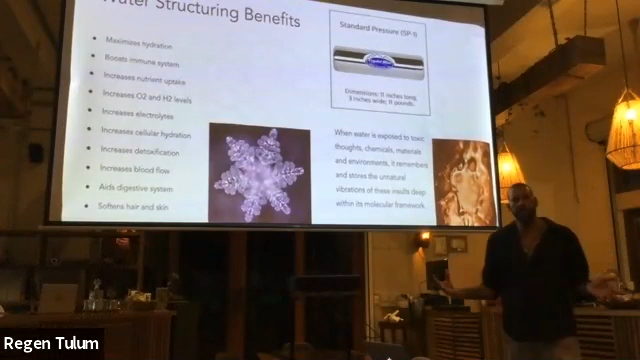 Water Structuring Benefits
Maximizes hydration
Boosts immune system
Increases nutrient uptake
Increases O2 and H2 levels
Increases electrolytes
Increases cellular hydration
Increases detoxification
Increases blood flow
Aids digestive system
Softens hair and skin
Standard Pressure (SP-1)
Dimensions: 11 inches long,
3 inches wide; 11 pounds.
When water is exposed to toxic
thoughts, chemicals, materials
and environments, it remembers
and stores the unnatural
vibrations of these insults deep
within its molecular framework.
Regen Tulum